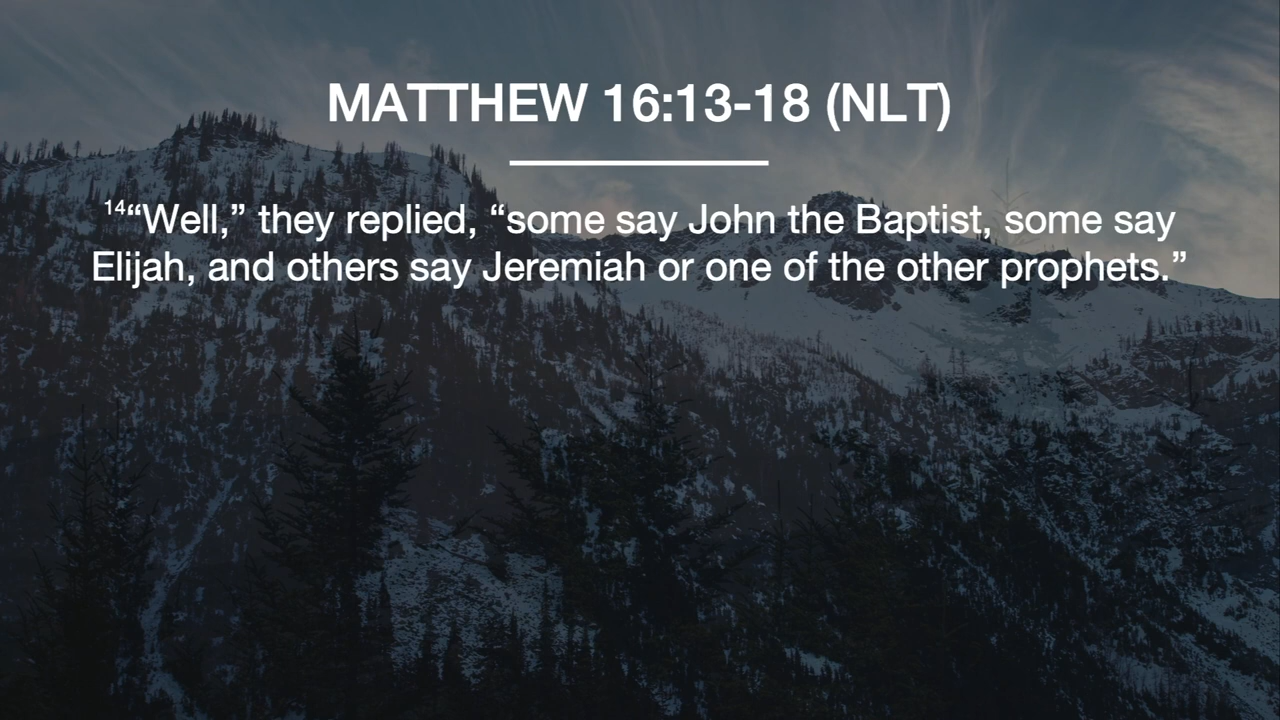 MATTHEW 16:13-18 (NLT)
14“Well,” they replied, “some say John the Baptist, some say
Elijah, and others say Jeremiah or one of the other prophets.”